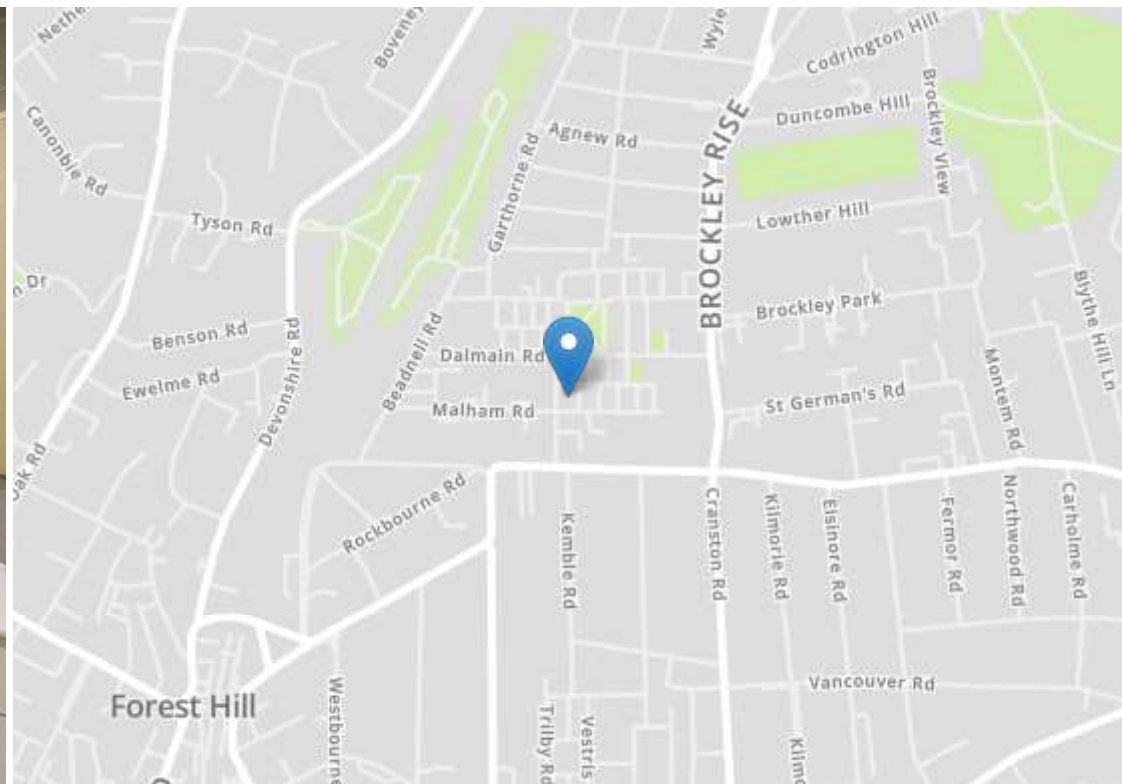 Codrington Hill
Duncombe Hill
Brockley View
BROCKLEY RISE
Agnew Rd
Garthorne Rd
Canonbie Rd
Tyson Rd
Lowther Hill
Brockley Park
Blythe Hill Ln
Benson Rd
Ewelme Rd
Devonshire Rd
Beadnell Rd
Dalmain Rd
Malham Rd
St German's Rd
Montem Rd
Rockbourne Rd
Kemble Rd
Cranston Rd
Kilmorie Rd
Elsinore Rd
Fermor Rd
Northwood Rd
Carholme Rd
Vancouver Rd
Forest Hill
Trilby Rd
Vestris